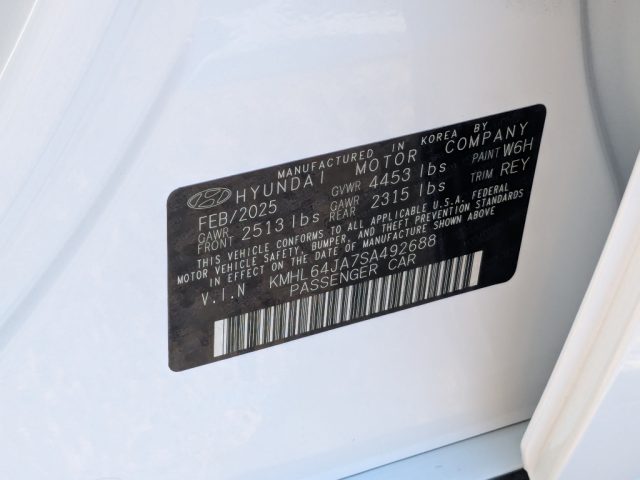 MANUFACTURED IN KOREA BY
HYUNDAI MOTOR COMPANY
FEB/2025 GVWR 4453 lbs PAINT W6H
GAWR FRONT 2513 lbs GAWR REAR 2315 lbs TRIM REY
THIS VEHICLE CONFORMS TO ALL APPLICABLE U.S.A. FEDERAL
MOTOR VEHICLE SAFETY, BUMPER, AND THEFT PREVENTION STANDARDS
IN EFFECT ON THE DATE OF MANUFACTURE SHOWN ABOVE
V.I.N KMHL64JA7SA492688
PASSENGER CAR